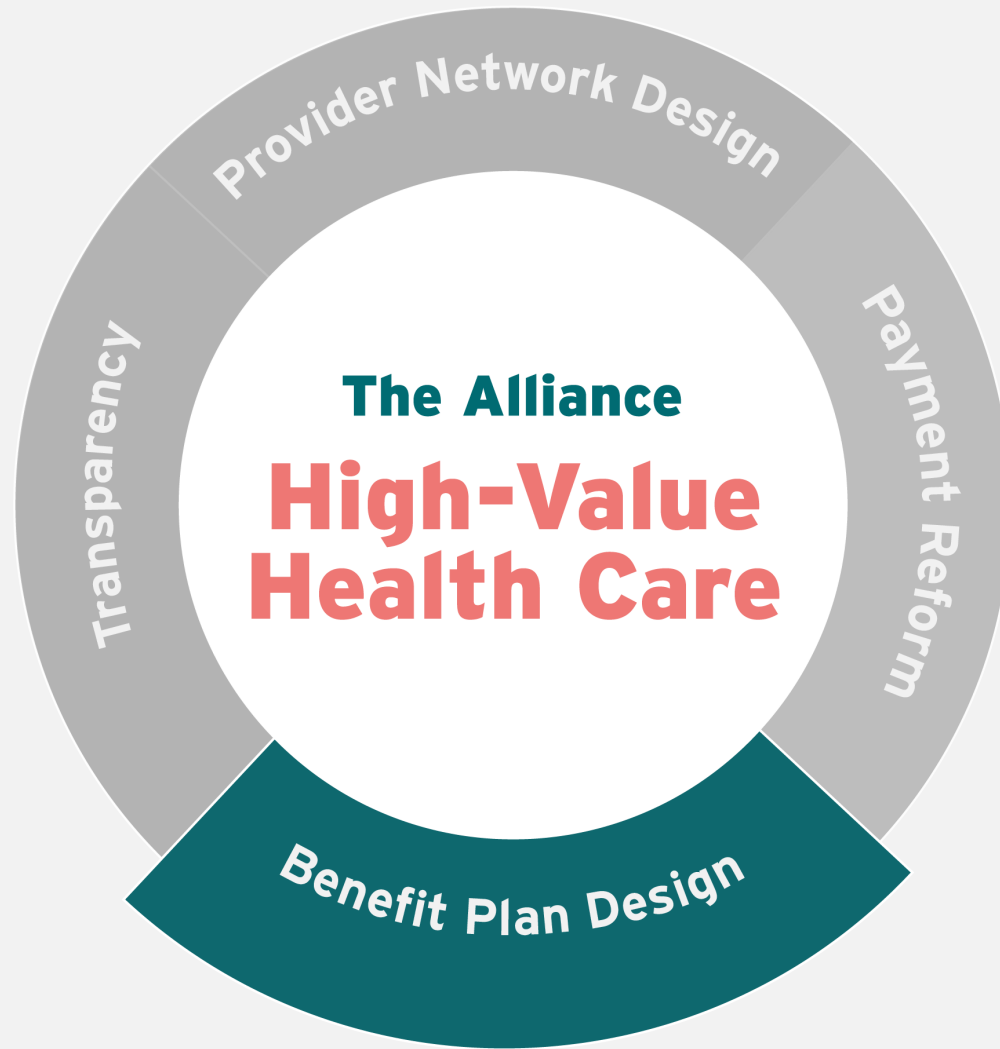 Provider Network Design
Transparency
Payment Reform
The Alliance
High-Value
Health Care
Benefit Plan Design